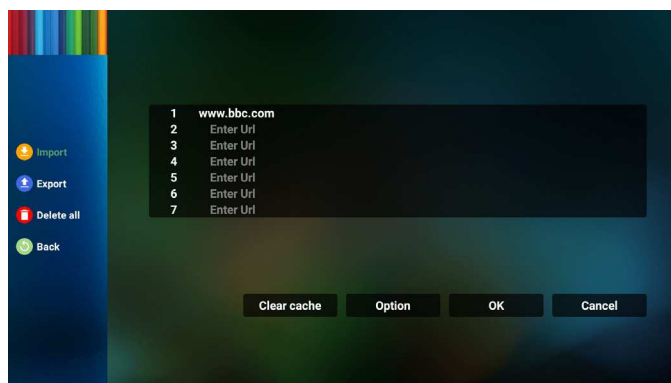 Import
Export
Delete all
Back
1 www.bbc.com
2 Enter Url
3 Enter Url
4 Enter Url
5 Enter Url
6 Enter Url
7 Enter Url
Clear cache Option OK Cancel